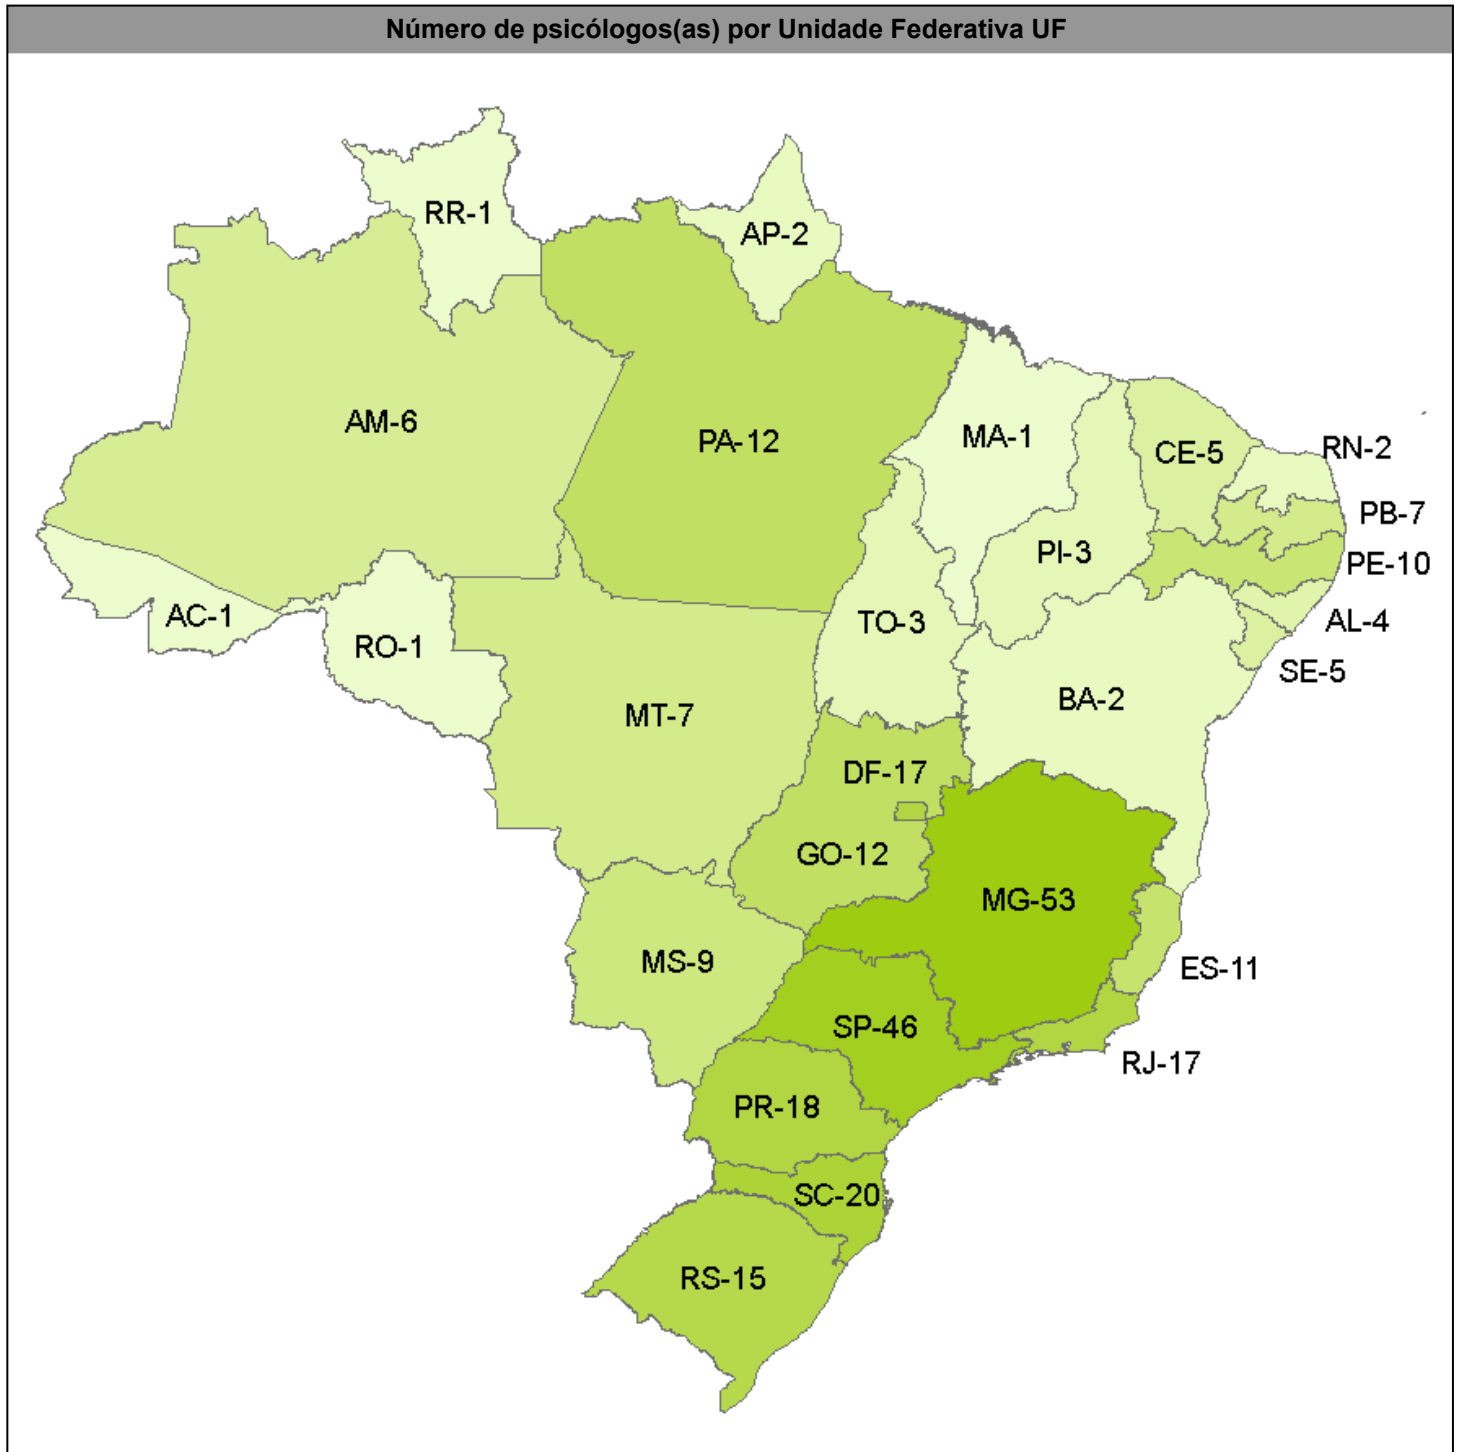 Número de psicólogos(as) por Unidade Federativa UF
RR-1
AP-2
AM-6
PA-12
MA-1
CE-5
RN-2
PB-7
PI-3
PE-10
AC-1
RO-1
TO-3
AL-4
SE-5
BA-2
MT-7
DF-17
GO-12
MG-53
MS-9
ES-11
SP-46
RJ-17
PR-18
SC-20
RS-15